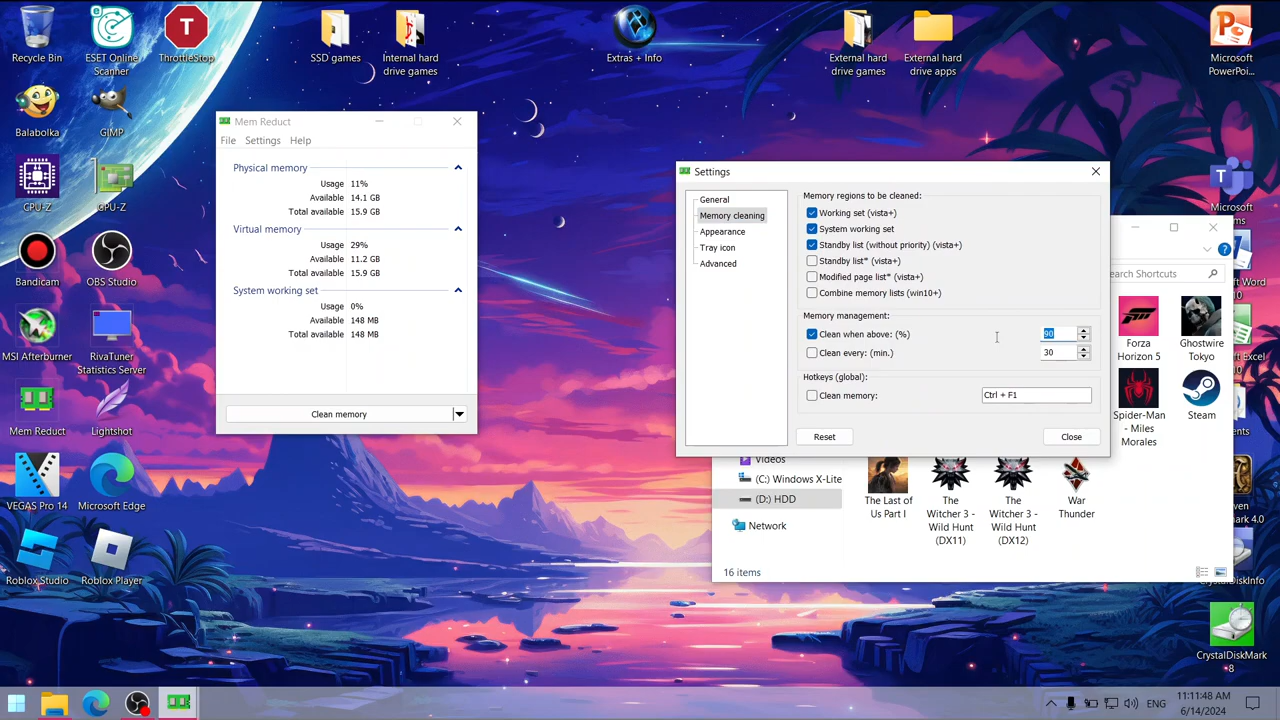 Recycle Bin
ESET Online
Scanner
T
ThrottleStop
SSD games
Internal hard
drive games
Extras + Info
External hard
drive games
External hard
drive apps
Microsoft
PowerPoi...
Balabolka
GIMP
CPU-Z
GPU-Z
Bandicam
OBS Studio
MSI Afterburner
RivaTuner
Statistics Server
Mem Reduct
Lightshot
VEGAS Pro 14
Microsoft Edge
Roblox Studio
Roblox Player
Mem Reduct
File
Settings
Help
Physical memory
Usage 11%
Available 14.1 GB
Total available 15.9 GB
Virtual memory
Usage 29%
Available 11.2 GB
Total available 15.9 GB
System working set
Usage 0%
Available 148 MB
Total available 148 MB
Clean memory
Settings
General
Memory cleaning
Appearance
Tray icon
Advanced
Memory regions to be cleaned:
Working set (vista+)
System working set
Standby list (without priority) (vista+)
Standby list* (vista+)
Modified page list* (vista+)
Combine memory lists (win10+)
Memory management:
Clean when above: (%) 90
Clean every: (min.) 30
Hotkeys (global):
Clean memory: Ctrl + F1
Reset
Close
Microsoft
earch Shortcuts
Forza
Horizon 5
Ghostwire
Tokyo
Spider-Man
- Miles
Morales
Steam
Videos
(C:) Windows X-Lite
(D:) HDD
Network
The Last of
Us Part I
The
Witcher 3 -
Wild Hunt
(DX11)
The
Witcher 3 -
Wild Hunt
(DX12)
War
Thunder
16 items
CrystalDiskMark
8
ENG
11:11:48 AM
6/14/2024